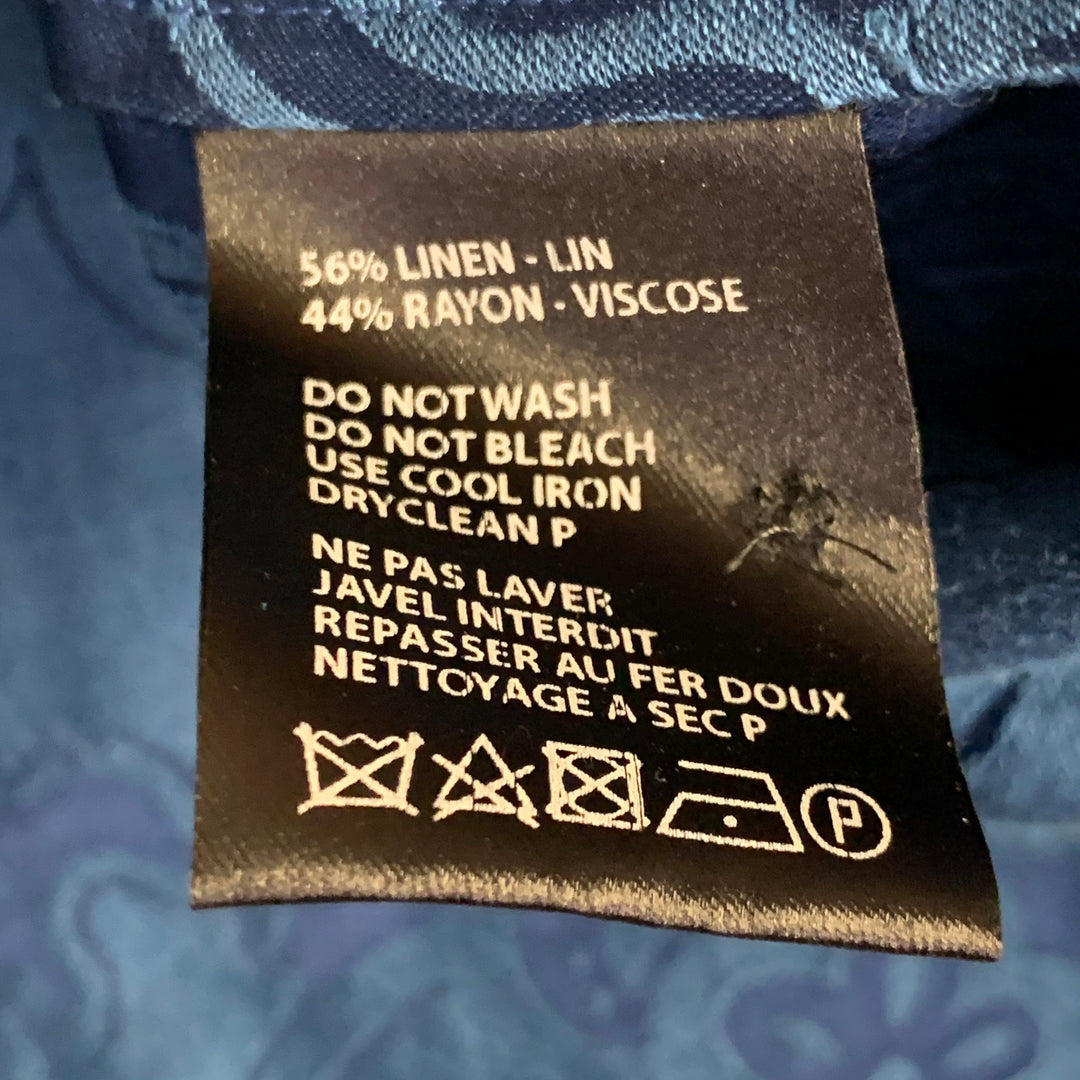 56% LINEN - LIN
44% RAYON - VISCOSE
DO NOT WASH
DO NOT BLEACH
USE COOL IRON
DRYCLEAN P
NE PAS LAVER
JAVEL INTERDIT
REPASSER AU FER DOUX
NETTOYAGE A SEC P
P